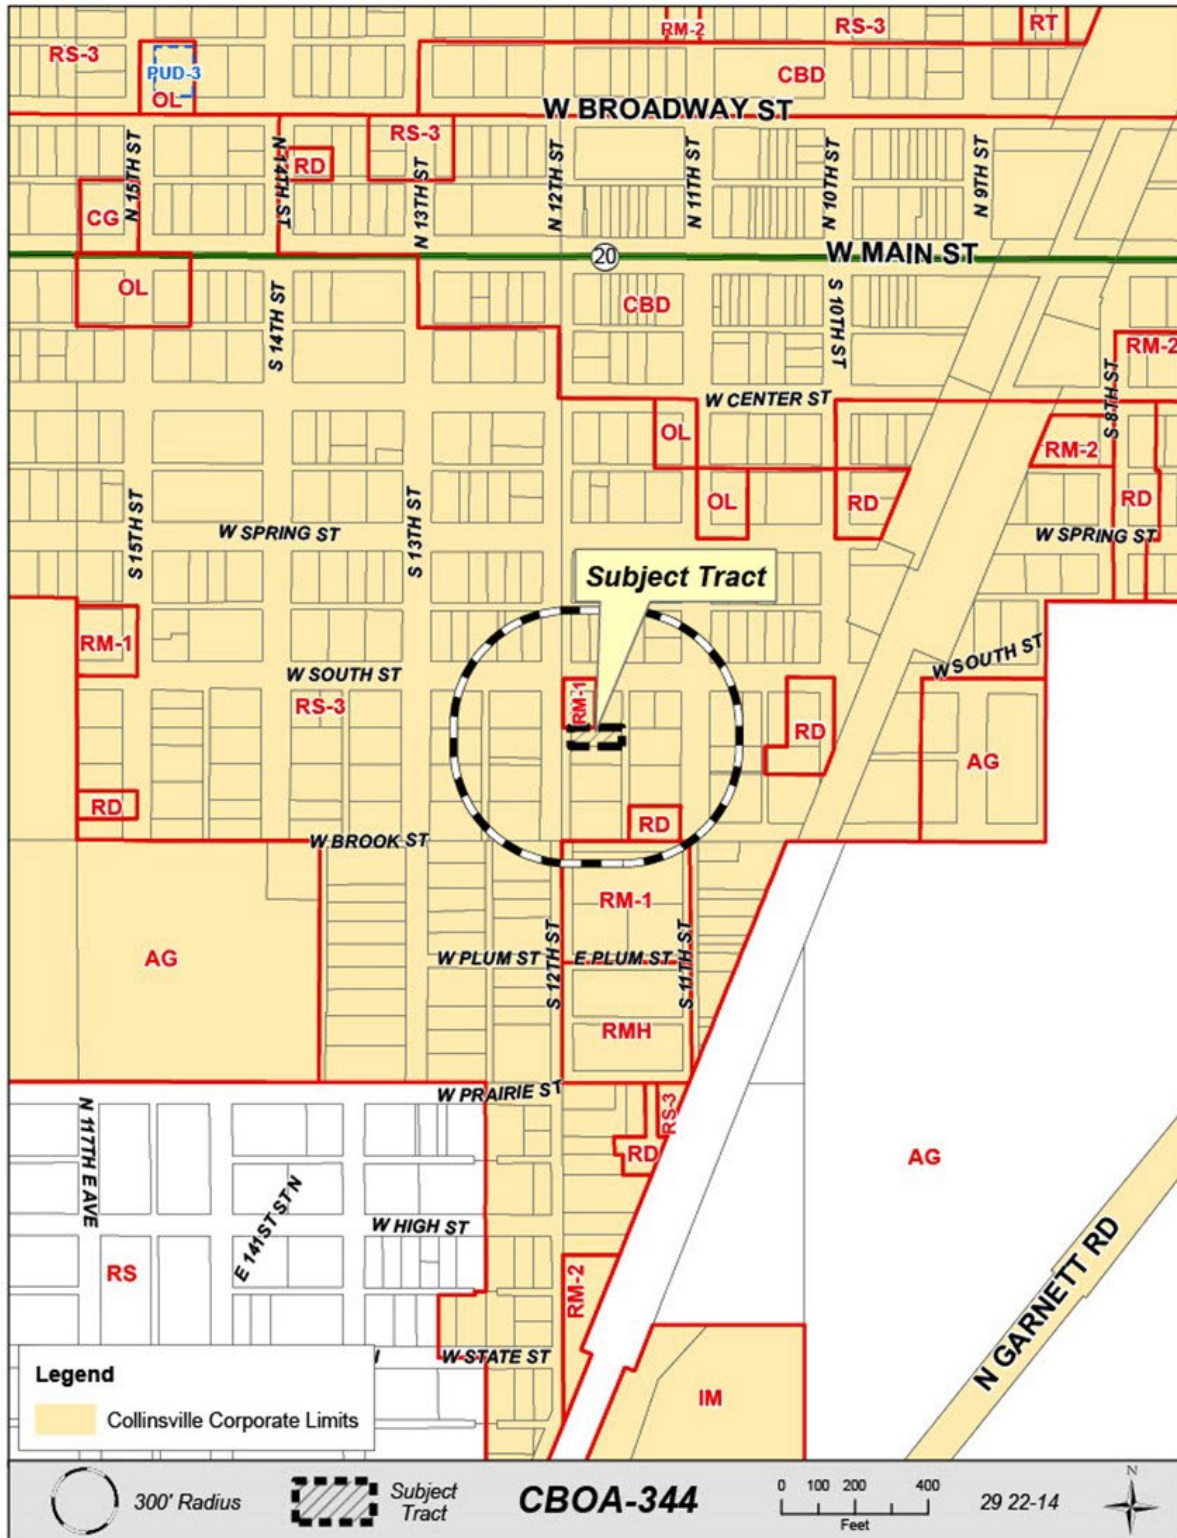 RM-2
RS-3
RT
RS-3
PUD-3
OL
CBD
W BROADWAY ST
N 15TH ST
N 14TH ST
RD
RS-3
N 13TH ST
N 12TH ST
N 11TH ST
N 10TH ST
N 9TH ST
CG
20
W MAIN ST
OL
CBD
S 14TH ST
S 10TH ST
RM-2
S 8TH ST
W CENTER ST
OL
RM-2
S 15TH ST
S 13TH ST
OL
RD
RD
W SPRING ST
W SPRING ST
Subject Tract
RM-1
W SOUTH ST
W SOUTH ST
RS-3
RM-1
RD
AG
RD
RD
W BROOK ST
RM-1
AG
W PLUM ST
E PLUM ST
S 12TH ST
S 11TH ST
RMH
W PRAIRIE ST
RS-3
N 117TH E AVE
RD
AG
E 141ST ST N
W HIGH ST
RS
RM-2
N GARNETT RD
W STATE ST
IM
Legend
Collinsville Corporate Limits
300' Radius
Subject
Tract
CBOA-344
0 100 200 400
Feet
29 22-14
N